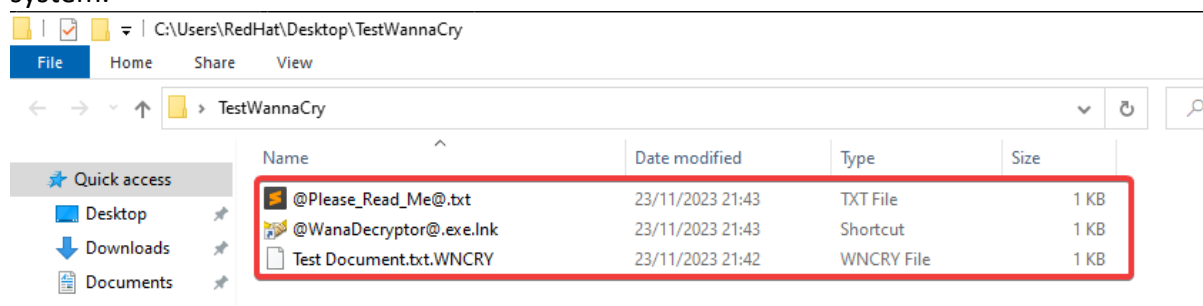 system.
C:\Users\RedHat\Desktop\TestWannaCry
File Home Share View
TestWannaCry
Name Date modified Type Size
Quick access
Desktop
Downloads
Documents
@Please_Read_Me@.txt 23/11/2023 21:43 TXT File 1 KB
@WanaDecryptor@.exe.lnk 23/11/2023 21:43 Shortcut 1 KB
Test Document.txt.WNCRY 23/11/2023 21:42 WNCRY File 1 KB